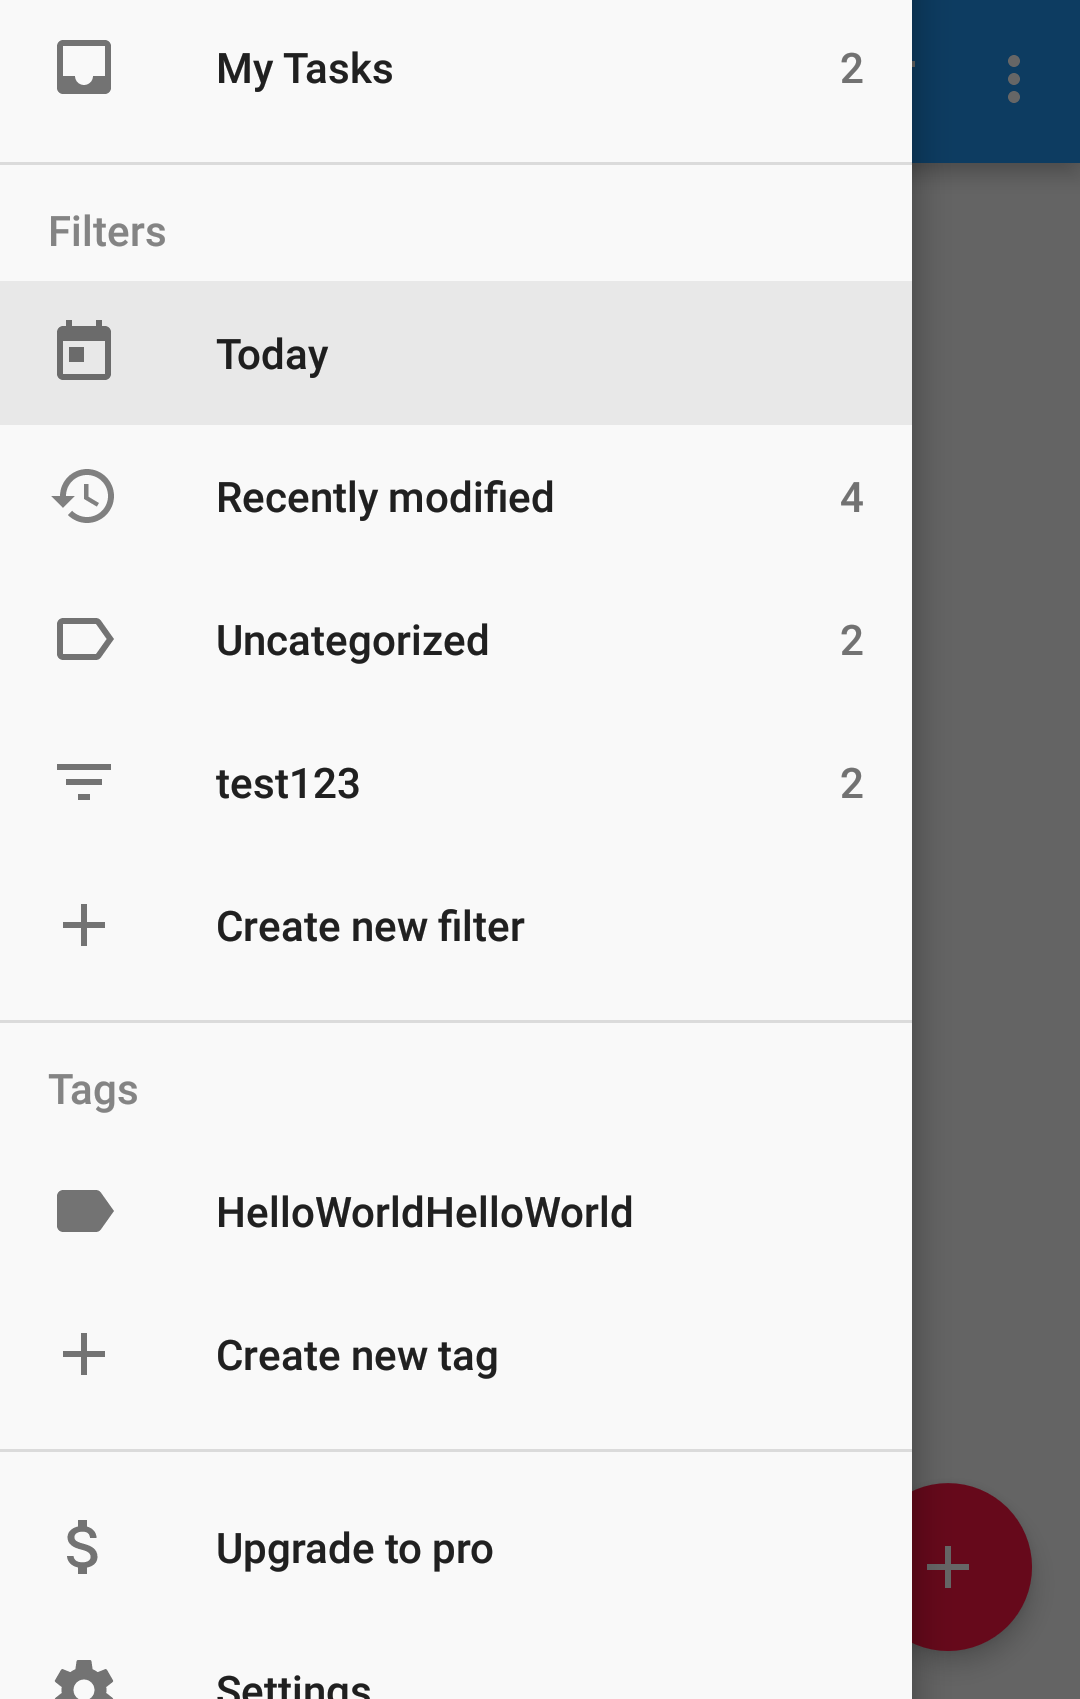 My Tasks 2
Filters
Today
Recently modified 4
Uncategorized 2
test123 2
Create new filter
Tags
HelloWorldHelloWorld
Create new tag
Upgrade to pro
Settings